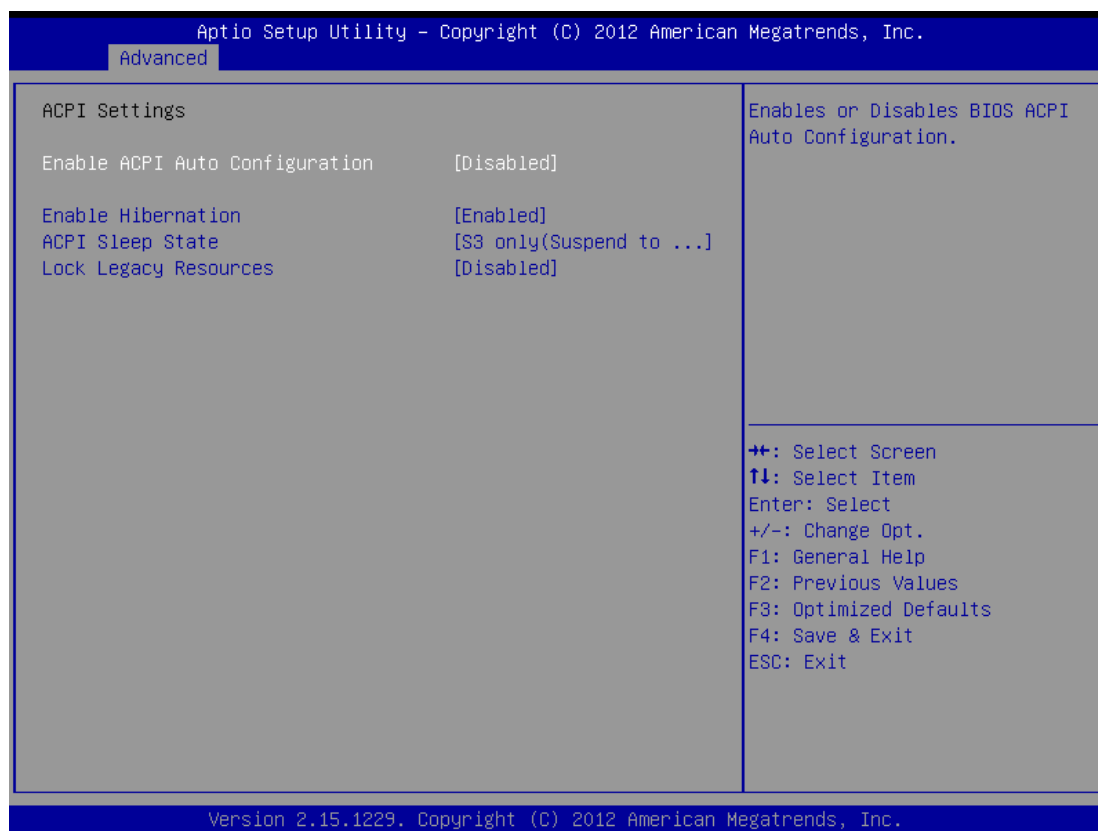 Aptio Setup Utility – Copyright (C) 2012 American Megatrends, Inc.
Advanced
ACPI Settings
Enable ACPI Auto Configuration [Disabled]
Enable Hibernation [Enabled]
ACPI Sleep State [S3 only(Suspend to ...]
Lock Legacy Resources [Disabled]
Enables or Disables BIOS ACPI
Auto Configuration.
→←: Select Screen
↑↓: Select Item
Enter: Select
+/-: Change Opt.
F1: General Help
F2: Previous Values
F3: Optimized Defaults
F4: Save & Exit
ESC: Exit
Version 2.15.1229. Copyright (C) 2012 American Megatrends, Inc.